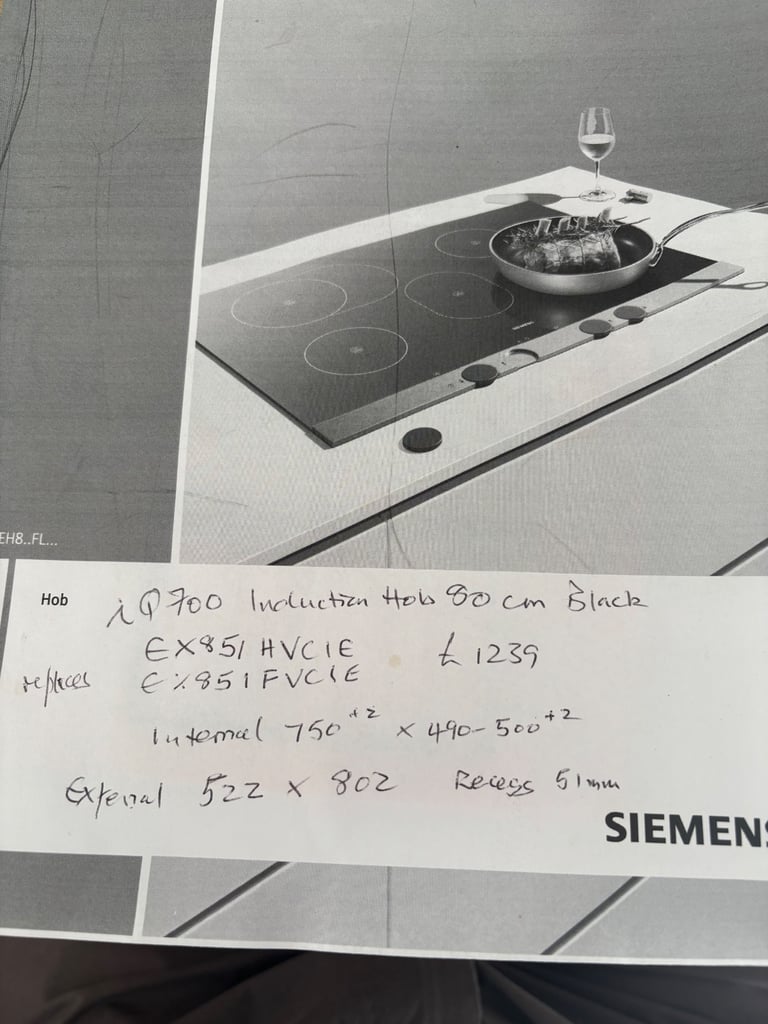 EH8..FL...
Hob iQ700 Induction Hob 80 cm Black
EX851HVC1E £1239
replaces EX851FVC1E
Internal 750+2 x 490-500+2
External 522 x 802 Recess 51mm
SIEMENS